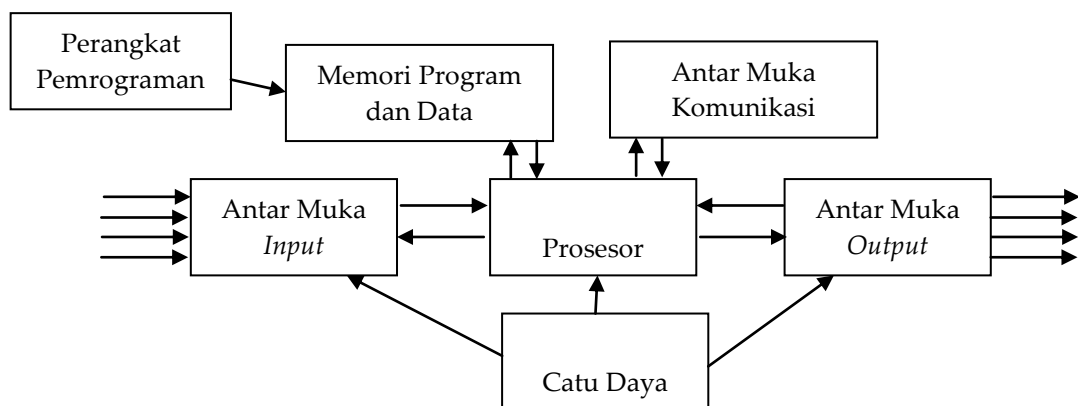 Perangkat
Pemrograman
Memori Program
dan Data
Antar Muka
Komunikasi
Antar Muka
Input
Prosesor
Antar Muka
Output
Catu Daya